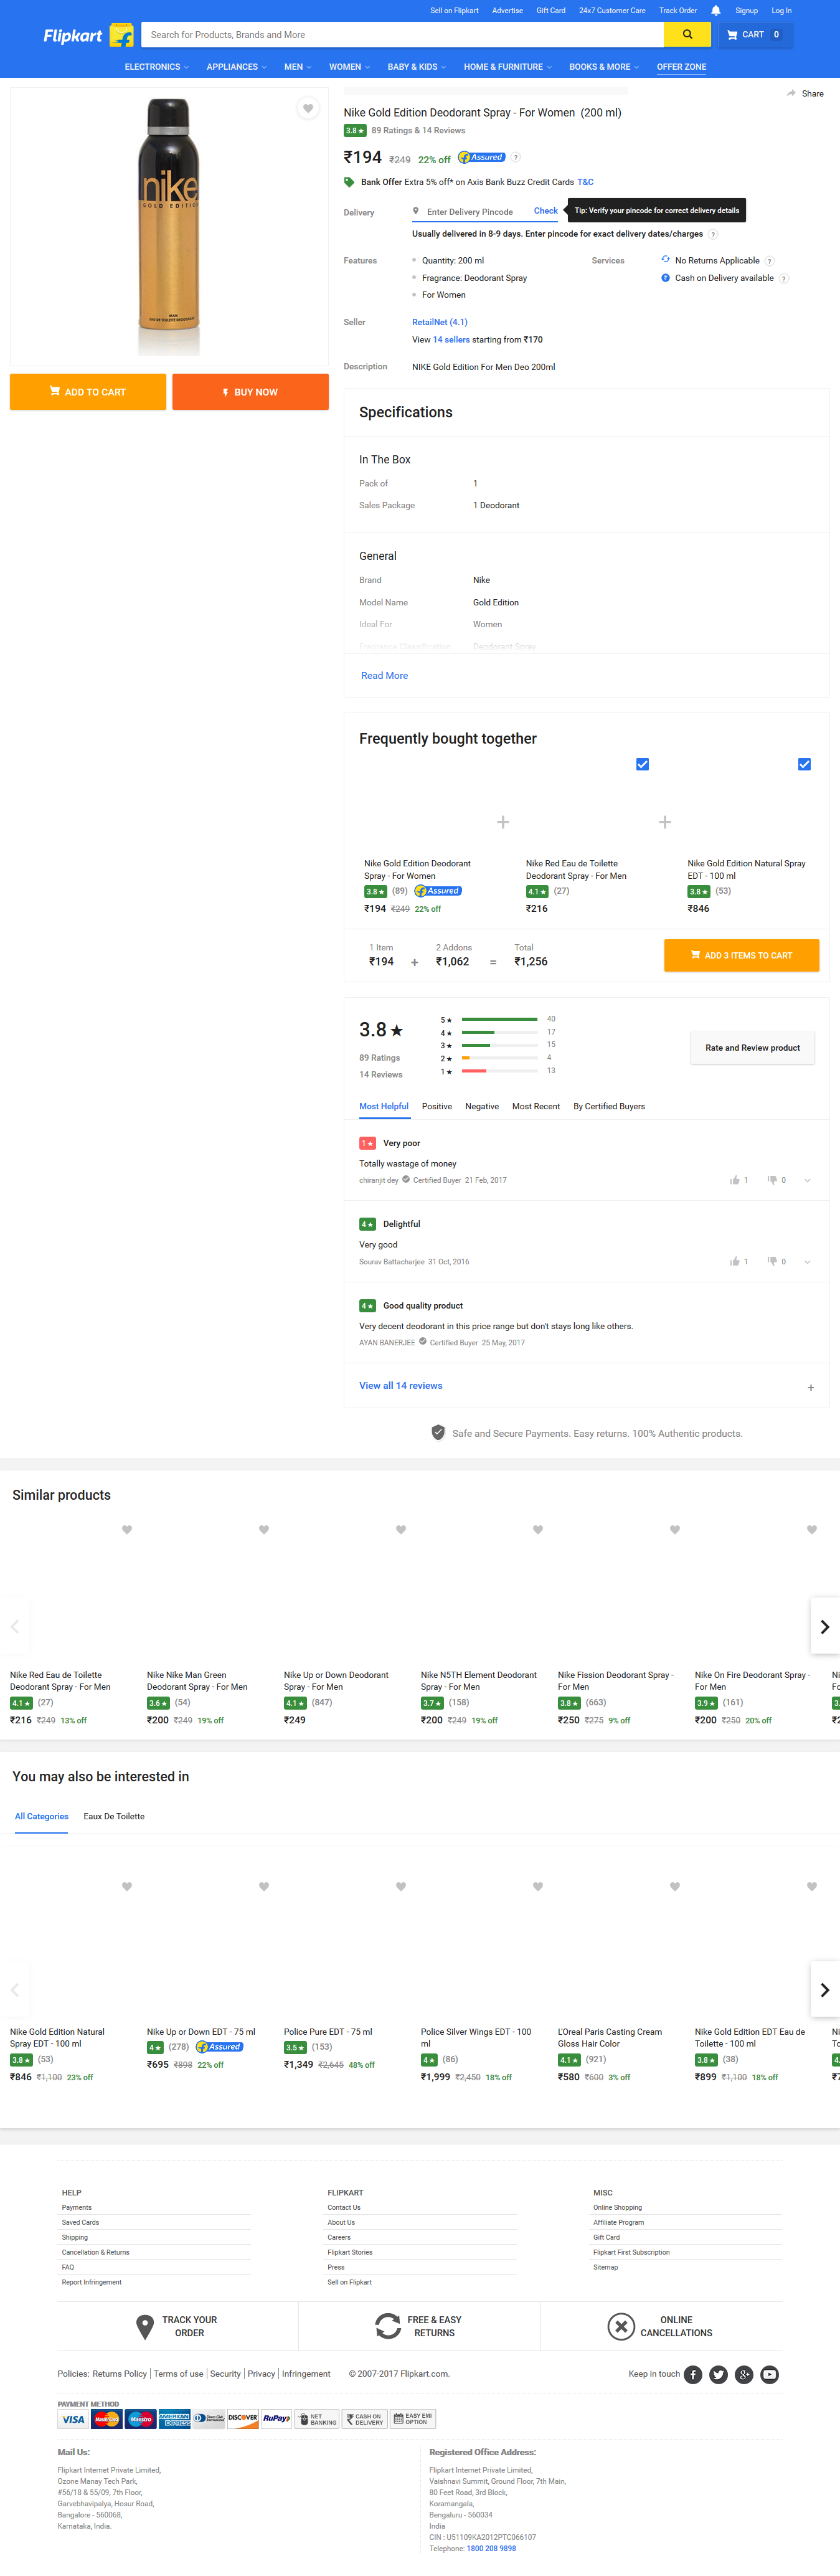 Sell on Flipkart Advertise Gift Card 24x7 Customer Care Track Order Signup Log In
Flipkart
Search for Products, Brands and More
CART 0
ELECTRONICS APPLIANCES MEN WOMEN BABY & KIDS HOME & FURNITURE BOOKS & MORE OFFER ZONE
Share
nike
GOLD EDITION
MAN
EAU DE TOILETTE DEODORANT
ADD TO CART
BUY NOW
Nike Gold Edition Deodorant Spray - For Women (200 ml)
3.8 ★ 89 Ratings & 14 Reviews
₹194 ₹249 22% off Assured ?
Bank Offer Extra 5% off* on Axis Bank Buzz Credit Cards T&C
Delivery Enter Delivery Pincode Check Tip: Verify your pincode for correct delivery details
Usually delivered in 8-9 days. Enter pincode for exact delivery dates/charges ?
Features Quantity: 200 ml
Fragrance: Deodorant Spray
For Women
Services No Returns Applicable ?
Cash on Delivery available ?
Seller RetailNet (4.1)
View 14 sellers starting from ₹170
Description NIKE Gold Edition For Men Deo 200ml
Specifications
In The Box
Pack of 1
Sales Package 1 Deodorant
General
Brand Nike
Model Name Gold Edition
Ideal For Women
Fragrance Classification Deodorant Spray
Read More
Frequently bought together
Nike Gold Edition Deodorant
Spray - For Women
3.8 ★ (89) Assured
₹194 ₹249 22% off
+
Nike Red Eau de Toilette
Deodorant Spray - For Men
4.1 ★ (27)
₹216
+
Nike Gold Edition Natural Spray
EDT - 100 ml
3.8 ★ (53)
₹846
1 Item 2 Addons Total
₹194 + ₹1,062 = ₹1,256
ADD 3 ITEMS TO CART
3.8 ★
89 Ratings
14 Reviews
5 ★ 40
4 ★ 17
3 ★ 15
2 ★ 4
1 ★ 13
Rate and Review product
Most Helpful Positive Negative Most Recent By Certified Buyers
1 ★ Very poor
Totally wastage of money
chiranjit dey Certified Buyer 21 Feb, 2017 1 0
4 ★ Delightful
Very good
Sourav Battacharjee 31 Oct, 2016 1 0
4 ★ Good quality product
Very decent deodorant in this price range but don't stays long like others.
AYAN BANERJEE Certified Buyer 25 May, 2017
View all 14 reviews +
Safe and Secure Payments. Easy returns. 100% Authentic products.
Similar products
Nike Red Eau de Toilette
Deodorant Spray - For Men
4.1 ★ (27)
₹216 ₹249 13% off
Nike Nike Man Green
Deodorant Spray - For Men
3.6 ★ (54)
₹200 ₹249 19% off
Nike Up or Down Deodorant
Spray - For Men
4.1 ★ (847)
₹249
Nike N5TH Element Deodorant
Spray - For Men
3.7 ★ (158)
₹200 ₹249 19% off
Nike Fission Deodorant Spray -
For Men
3.8 ★ (663)
₹250 ₹275 9% off
Nike On Fire Deodorant Spray -
For Men
3.9 ★ (161)
₹200 ₹250 20% off
You may also be interested in
All Categories Eaux De Toilette
Nike Gold Edition Natural
Spray EDT - 100 ml
3.8 ★ (53)
₹846 ₹1,100 23% off
Nike Up or Down EDT - 75 ml
4 ★ (278) Assured
₹695 ₹898 22% off
Police Pure EDT - 75 ml
3.5 ★ (153)
₹1,349 ₹2,645 48% off
Police Silver Wings EDT - 100
ml
4 ★ (86)
₹1,999 ₹2,450 18% off
L'Oreal Paris Casting Cream
Gloss Hair Color
4.1 ★ (921)
₹580 ₹600 3% off
Nike Gold Edition EDT Eau de
Toilette - 100 ml
3.8 ★ (38)
₹899 ₹1,100 18% off
HELP
Payments
Saved Cards
Shipping
Cancellation & Returns
FAQ
Report Infringement
FLIPKART
Contact Us
About Us
Careers
Flipkart Stories
Press
Sell on Flipkart
MISC
Online Shopping
Affiliate Program
Gift Card
Flipkart First Subscription
Sitemap
TRACK YOUR
ORDER
FREE & EASY
RETURNS
ONLINE
CANCELLATIONS
Policies: Returns Policy Terms of use Security Privacy Infringement © 2007-2017 Flipkart.com. Keep in touch
PAYMENT METHOD
VISA MasterCard Maestro AMERICAN EXPRESS Diners Club International DISCOVER RuPay NET BANKING CASH ON DELIVERY EASY EMI OPTION
Mail Us:
Flipkart Internet Private Limited,
Ozone Manay Tech Park,
#56/18 & 55/09, 7th Floor,
Garvebhavipalya, Hosur Road,
Bangalore - 560068,
Karnataka, India.
Registered Office Address:
Flipkart Internet Private Limited,
Vaishnavi Summit, Ground Floor, 7th Main,
80 Feet Road, 3rd Block,
Koramangala,
Bengaluru - 560034
India
CIN : U51109KA2012PTC066107
Telephone: 1800 208 9898